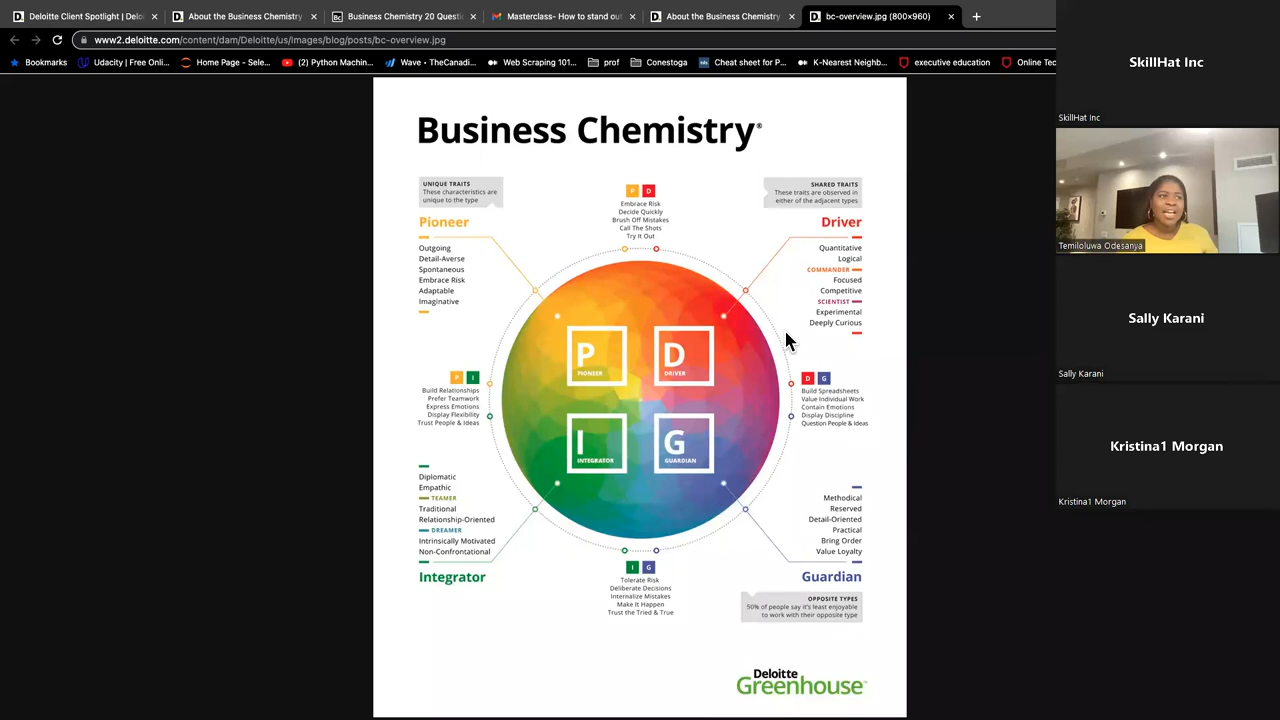 Deloitte Client Spotlight | Delo
About the Business Chemistry
Business Chemistry 20 Questi
Masterclass- How to stand out
About the Business Chemistry
bc-overview.jpg (800×960)
www2.deloitte.com/content/dam/Deloitte/us/images/blog/posts/bc-overview.jpg
Bookmarks
Udacity | Free Onli...
Home Page - Sele...
(2) Python Machin...
Wave • TheCanadi...
Web Scraping 101...
prof
Conestoga
Cheat sheet for P...
K-Nearest Neighb...
executive education
Online Tec
Business Chemistry®
UNIQUE TRAITS
These characteristics are
unique to the type
SHARED TRAITS
These traits are observed in
either of the adjacent types
P D
Embrace Risk
Decide Quickly
Brush Off Mistakes
Call The Shots
Try It Out
Pioneer
Outgoing
Detail-Averse
Spontaneous
Embrace Risk
Adaptable
Imaginative
Driver
Quantitative
Logical
COMMANDER
Focused
Competitive
SCIENTIST
Experimental
Deeply Curious
P
PIONEER
D
DRIVER
I
INTEGRATOR
G
GUARDIAN
P I
Build Relationships
Prefer Teamwork
Express Emotions
Display Flexibility
Trust People & Ideas
D G
Build Spreadsheets
Value Individual Work
Contain Emotions
Display Discipline
Question People & Ideas
Diplomatic
Empathic
TEAMER
Traditional
Relationship-Oriented
DREAMER
Intrinsically Motivated
Non-Confrontational
Integrator
Methodical
Reserved
Detail-Oriented
Practical
Bring Order
Value Loyalty
Guardian
I G
Tolerate Risk
Deliberate Decisions
Internalize Mistakes
Make It Happen
Trust the Tried & True
OPPOSITE TYPES
50% of people say it's least enjoyable
to work with their opposite type
Deloitte
Greenhouse™
SkillHat Inc
SkillHat Inc
Temiloluwa Odesanya
Sally Karani
Sally Karani
Kristina1 Morgan
Kristina1 Morgan